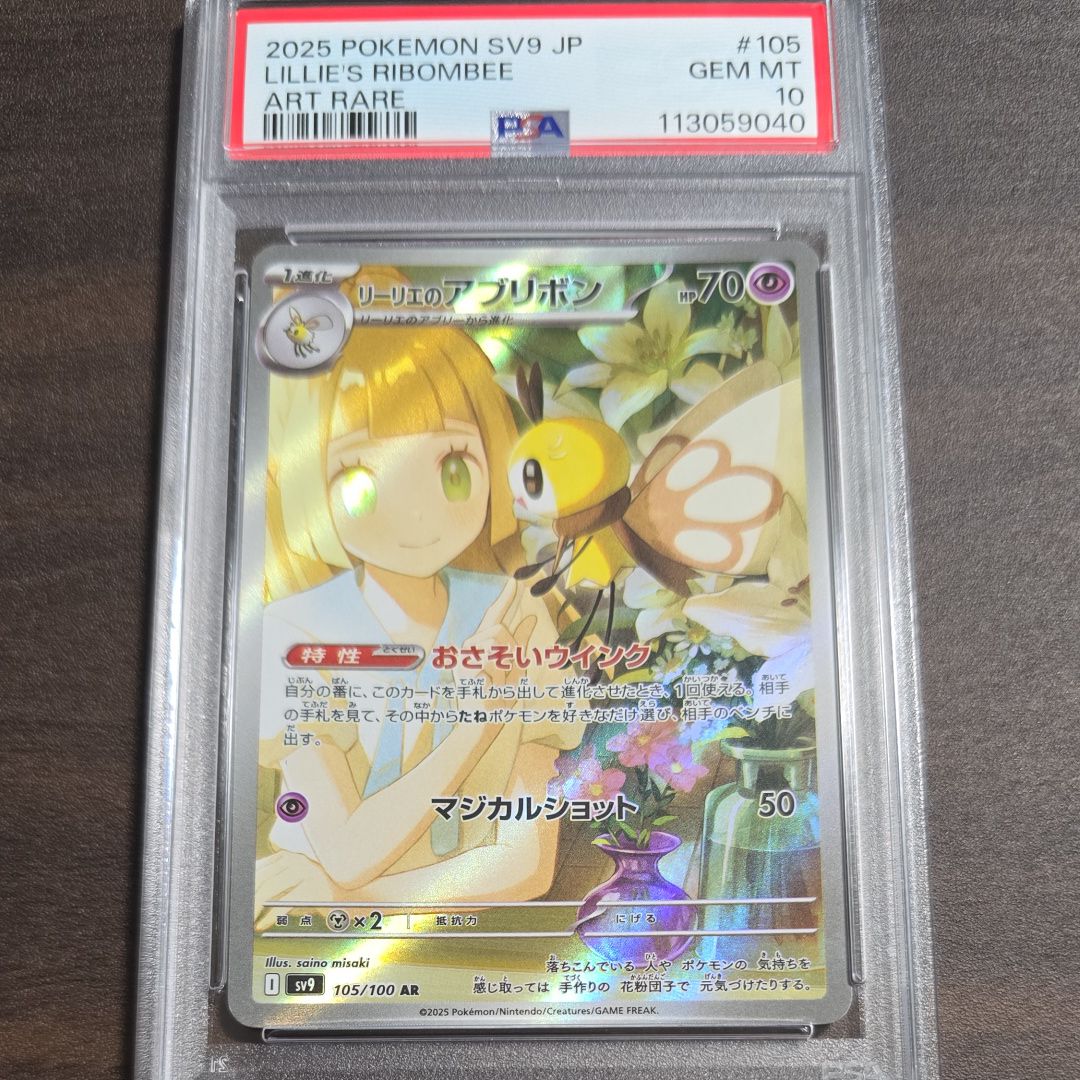 2025 POKEMON SV9 JP #105
LILLIE'S RIBOMBEE GEM MT
ART RARE 10
PSA 113059040
1進化
リーリエのアブリボン HP70
リーリエのアブリーから進化
特性 とくせい おさそいウインク
自分の番に、このカードを手札から出して進化させたとき、1回使える。相手
の手札を見て、その中からたねポケモンを好きなだけ選び、相手のベンチに
出す。
マジカルショット 50
弱点 ×2 抵抗力 にげる
Illus. saino misaki
落ちこんでいる 人や ポケモンの 気持ちを
I sv9 105/100 AR 感じ取っては 手作りの 花粉団子で 元気づけたりする。
©2025 Pokémon/Nintendo/Creatures/GAME FREAK.